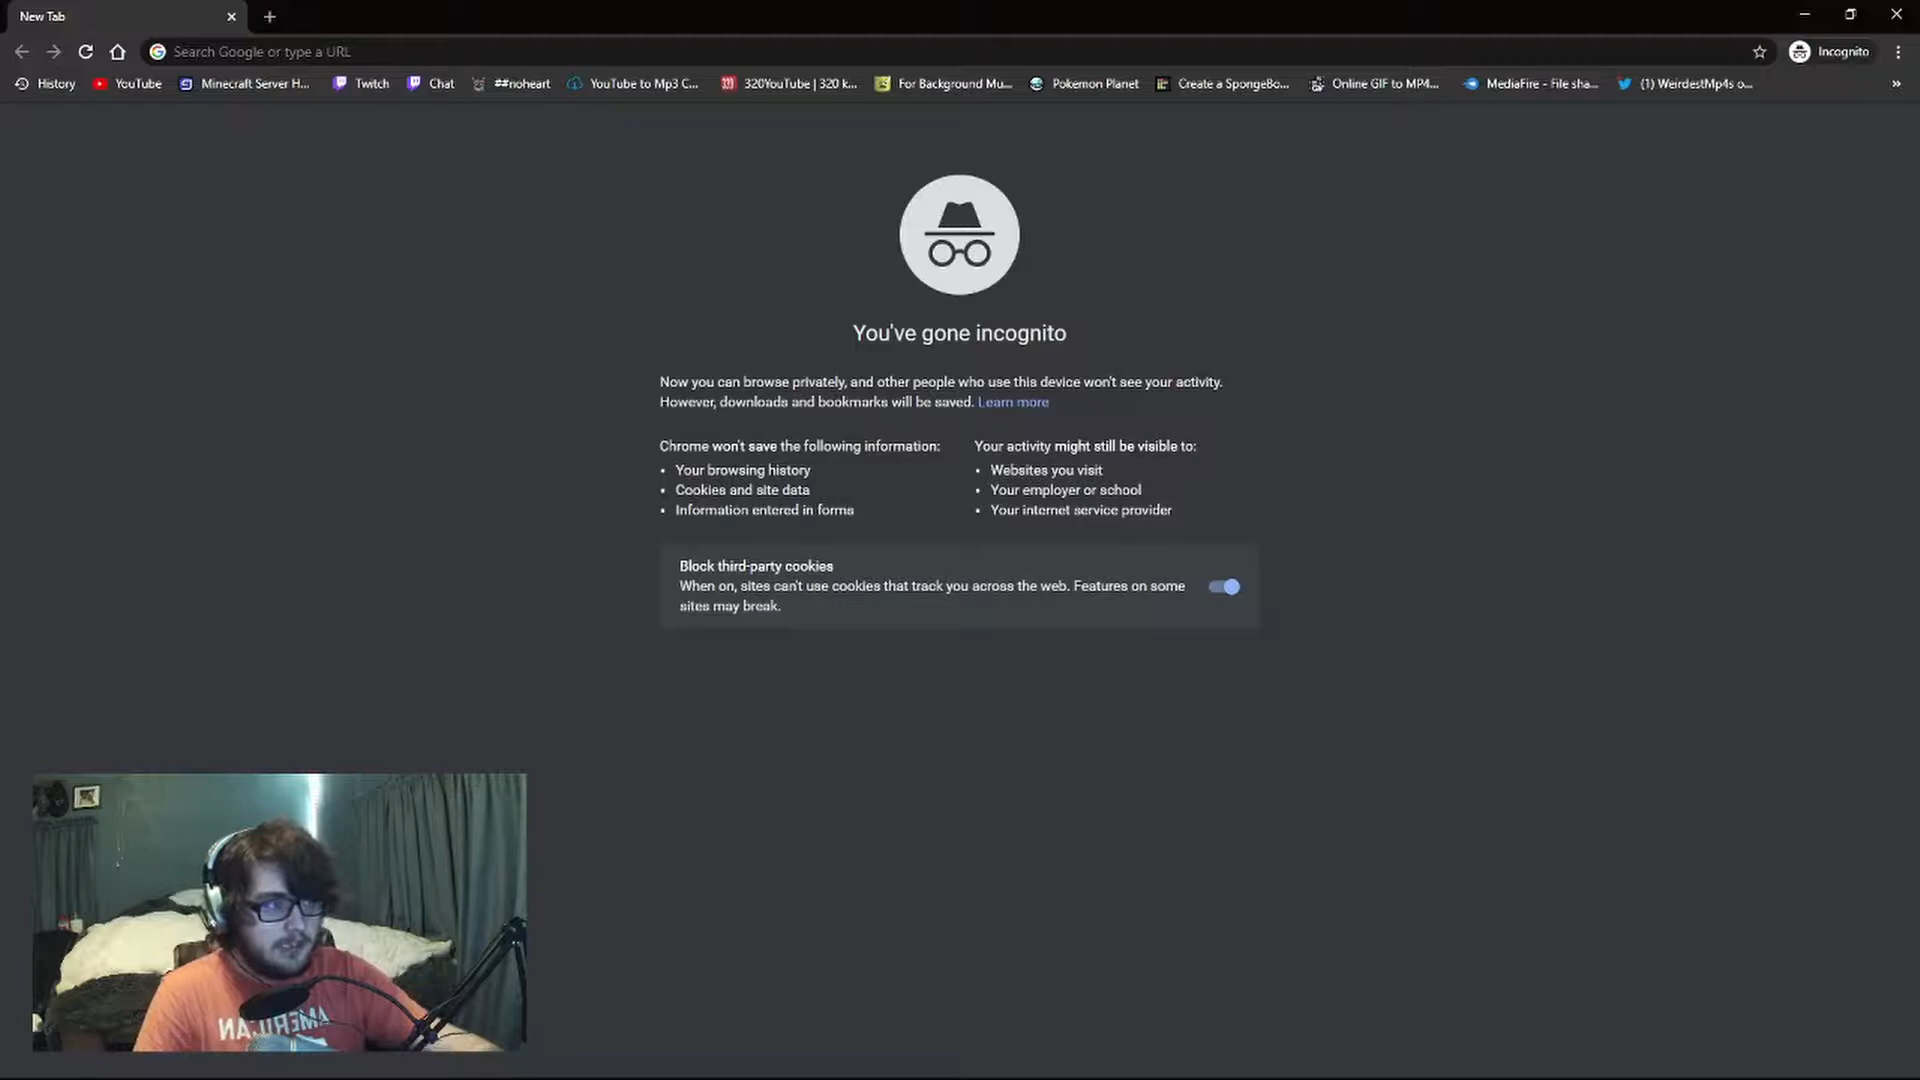 New Tab
Search Google or type a URL
Incognito
History
YouTube
Minecraft Server H...
Twitch
Chat
##noheart
YouTube to Mp3 C...
320YouTube | 320 k...
For Background Mu...
Pokemon Planet
Create a SpongeBo...
Online GIF to MP4...
MediaFire - File sha...
(1) WeirdestMp4s o...
»
You've gone incognito
Now you can browse privately, and other people who use this device won't see your activity.
However, downloads and bookmarks will be saved. Learn more
Chrome won't save the following information:
• Your browsing history
• Cookies and site data
• Information entered in forms
Your activity might still be visible to:
• Websites you visit
• Your employer or school
• Your internet service provider
Block third-party cookies
When on, sites can't use cookies that track you across the web. Features on some
sites may break.
AMERICAN